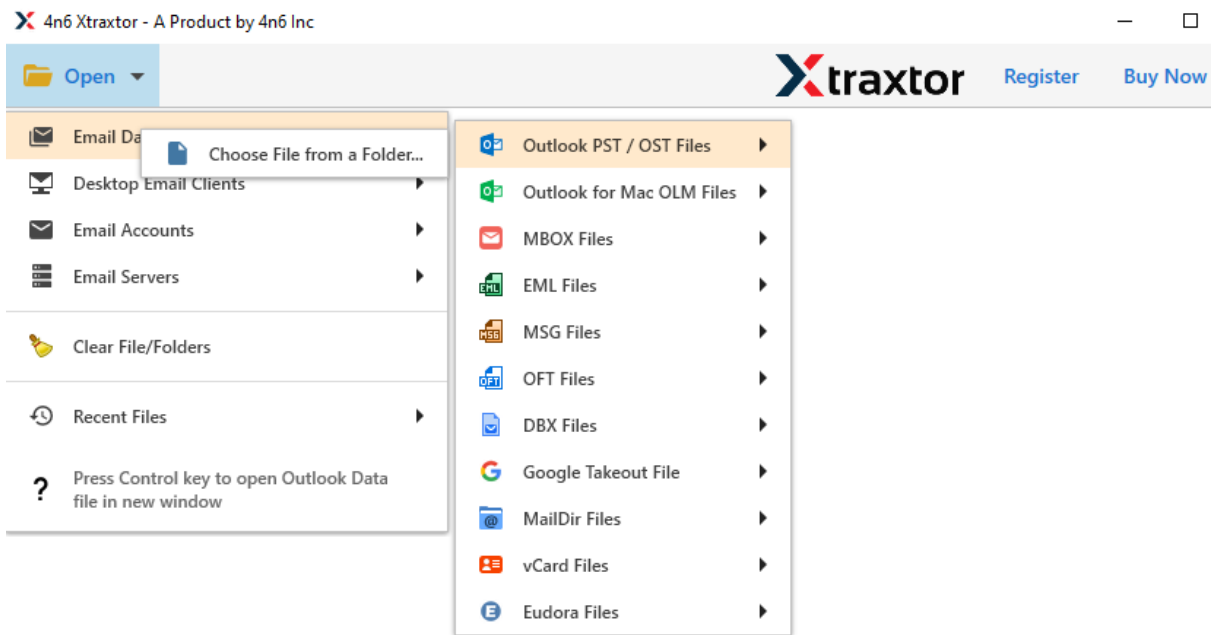 4n6 Xtraxtor - A Product by 4n6 Inc
Open
Xtraxtor
Register
Buy Now
Email Da
Choose File from a Folder...
Desktop Email Clients
Email Accounts
Email Servers
Clear File/Folders
Recent Files
? Press Control key to open Outlook Data
file in new window
Outlook PST / OST Files
Outlook for Mac OLM Files
MBOX Files
EML EML Files
MSG MSG Files
OFT OFT Files
DBX Files
G Google Takeout File
@ MailDir Files
vCard Files
E Eudora Files